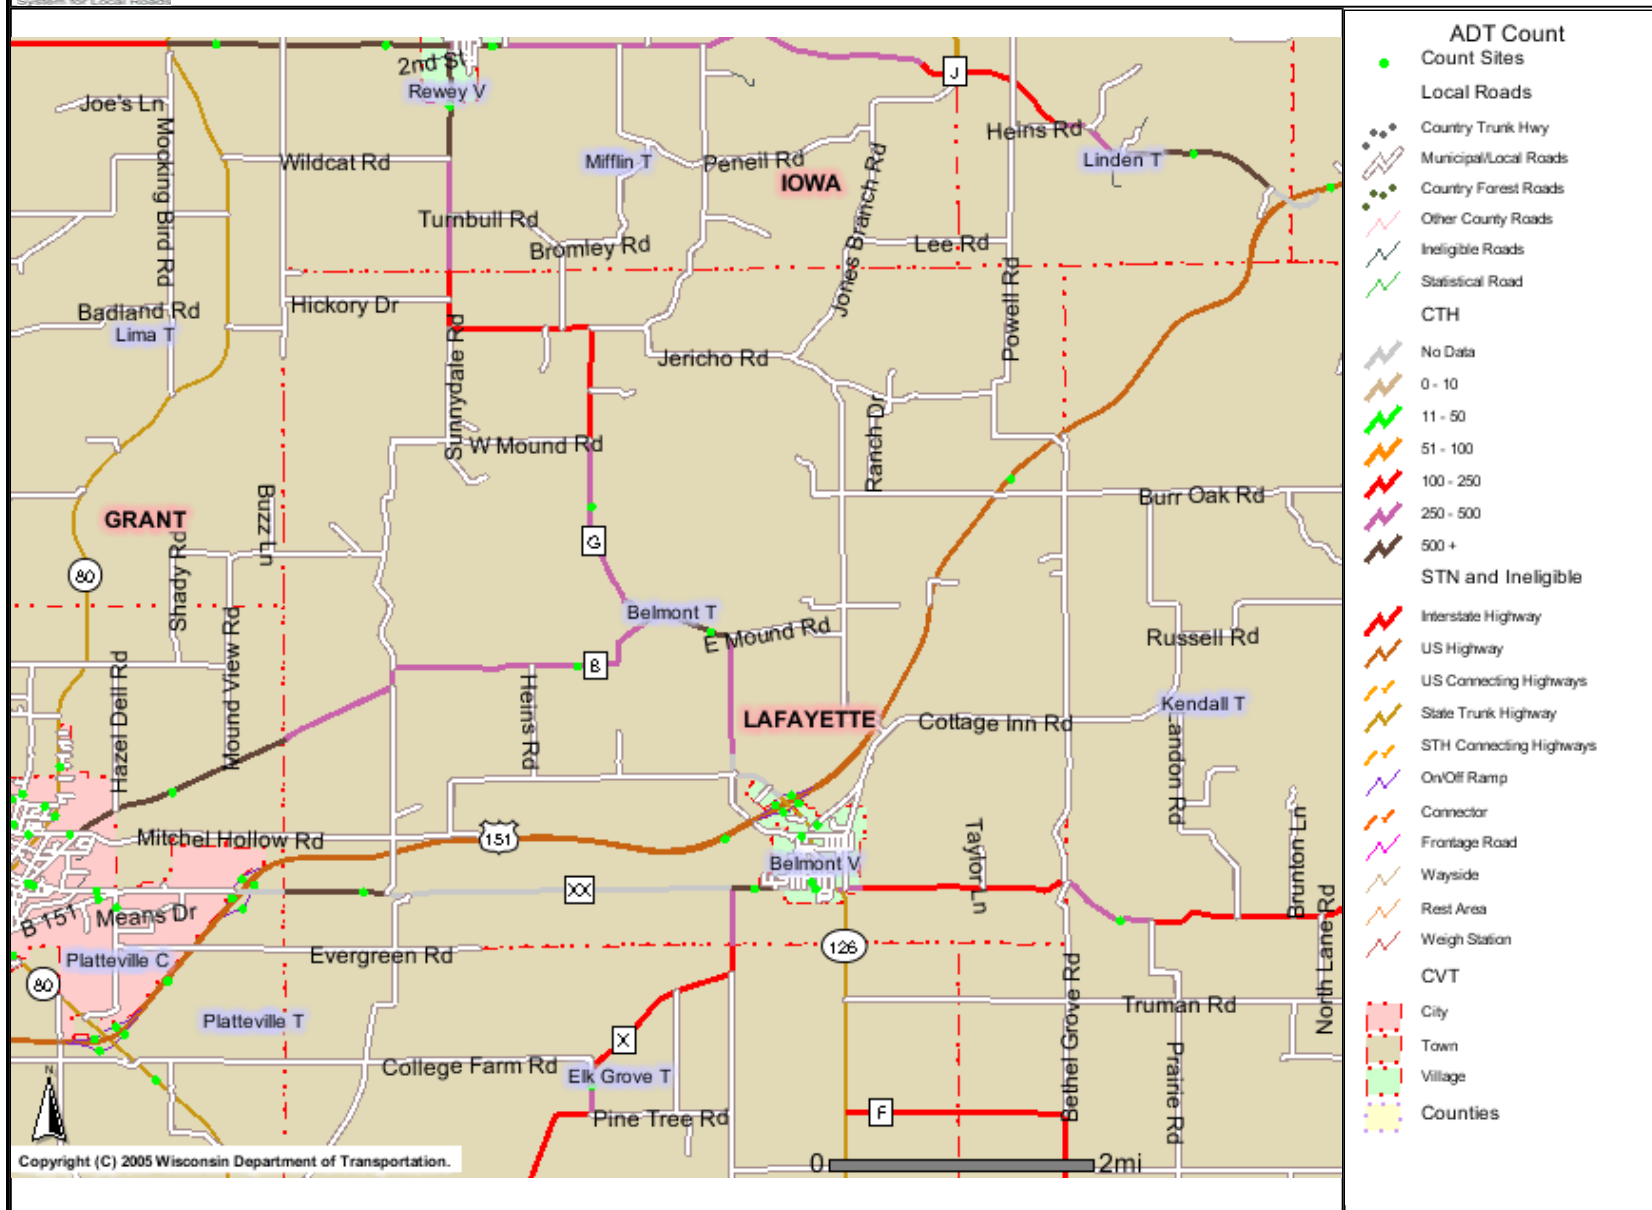 System for Local Roads
2nd St
Rewey V
J
Joe's Ln
Mocking Bird Rd
Wildcat Rd
Mifflin T
Peneil Rd
IOWA
Heins Rd
Linden T
Turnbull Rd
Bromley Rd
Jones Branch Rd
Lee Rd
Badland Rd
Lima T
Hickory Dr
Sunnydale Rd
Jericho Rd
Powell Rd
W Mound Rd
Ranch Dr
Burr Oak Rd
GRANT
Buzz Ln
G
80
Shady Rd
Mound View Rd
Belmont T
E Mound Rd
Russell Rd
B
Hazel Dell Rd
Heins Rd
LAFAYETTE
Cottage Inn Rd
Kendall T
Landon Rd
Mitchel Hollow Rd
151
Belmont V
Taylor Ln
Brunton Ln
XX
B 151
Means Dr
Platteville C
Evergreen Rd
126
North Lane Rd
80
Platteville T
Truman Rd
X
College Farm Rd
Elk Grove T
Bethel Grove Rd
Prairie Rd
Pine Tree Rd
F
N
Copyright (C) 2005 Wisconsin Department of Transportation.
0 2mi
ADT Count
Count Sites
Local Roads
Country Trunk Hwy
Municipal/Local Roads
Country Forest Roads
Other County Roads
Ineligible Roads
Statistical Road
CTH
No Data
0 - 10
11 - 50
51 - 100
100 - 250
250 - 500
500 +
STN and Ineligible
Interstate Highway
US Highway
US Connecting Highways
State Trunk Highway
STH Connecting Highways
On/Off Ramp
Connector
Frontage Road
Wayside
Rest Area
Weigh Station
CVT
City
Town
Village
Counties